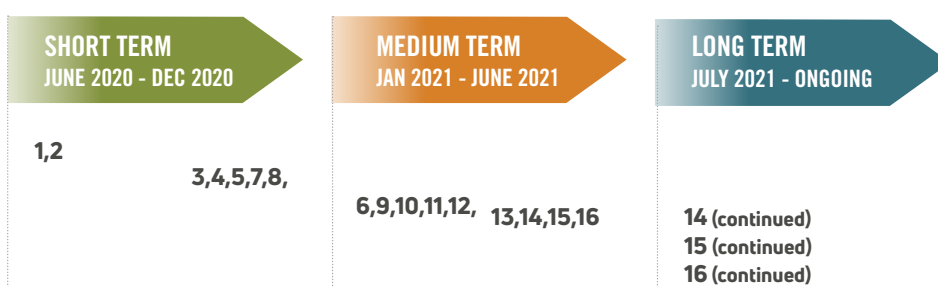 SHORT TERM
JUNE 2020 - DEC 2020
1,2
3,4,5,7,8,
MEDIUM TERM
JAN 2021 - JUNE 2021
6,9,10,11,12,
13,14,15,16
LONG TERM
JULY 2021 - ONGOING
14 (continued)
15 (continued)
16 (continued)